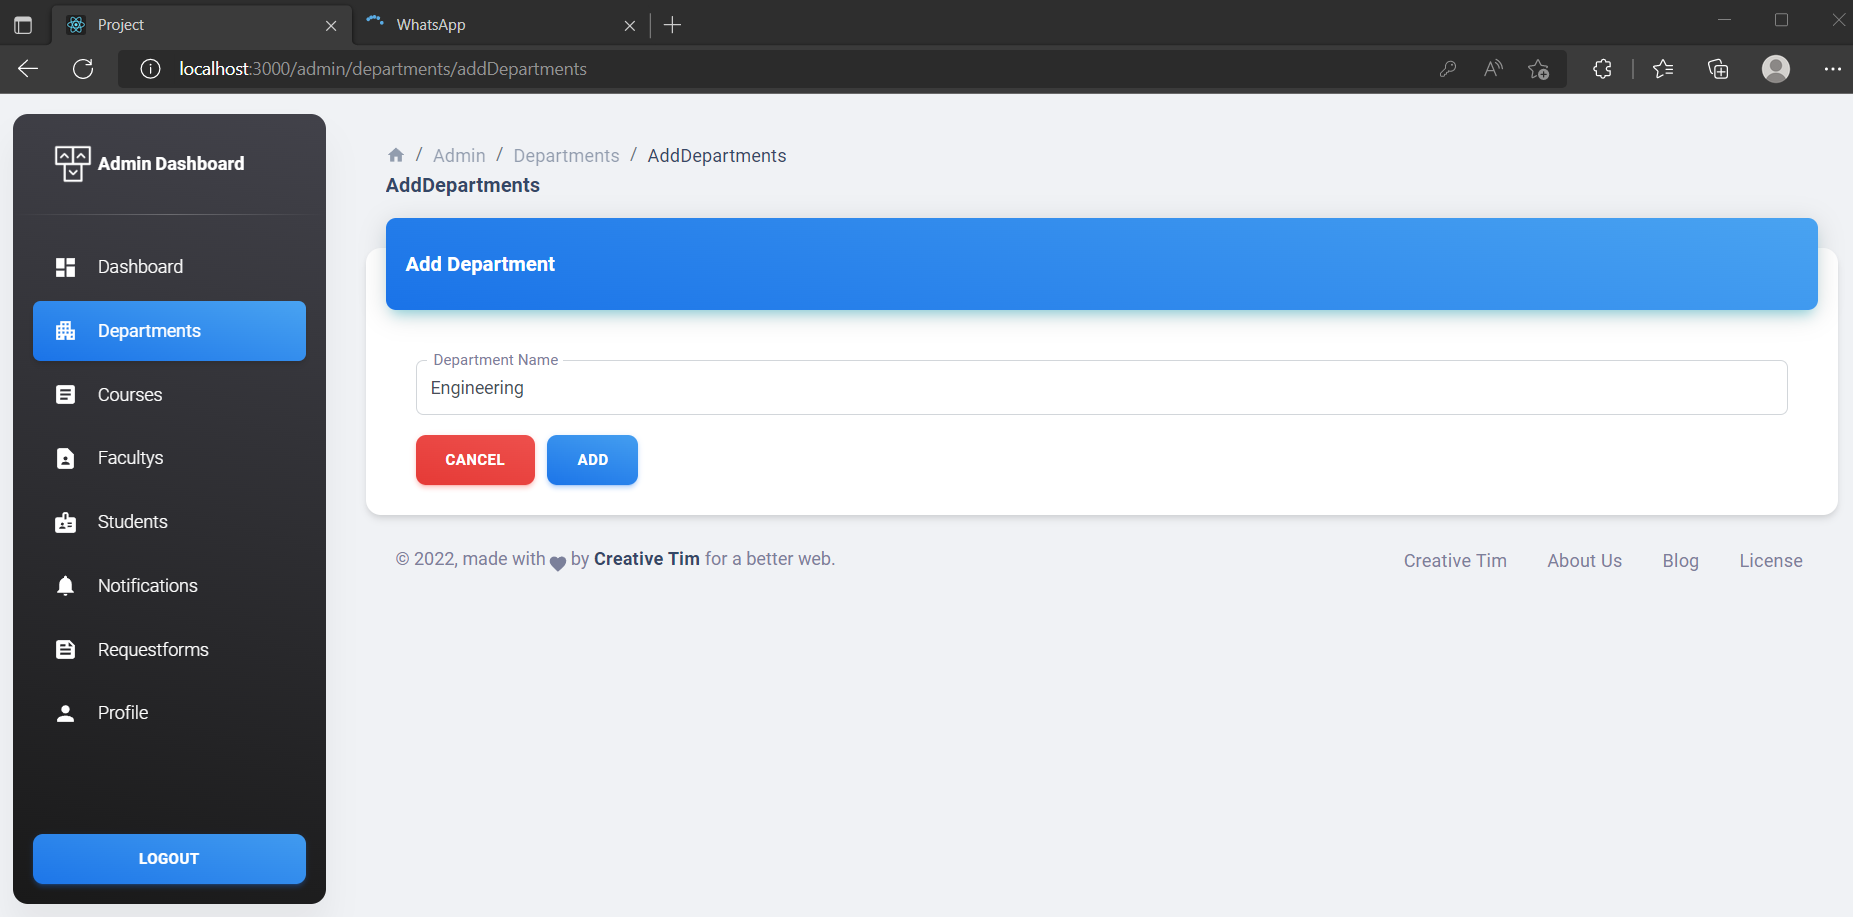 Project
WhatsApp
localhost:3000/admin/departments/addDepartments
Admin Dashboard
Dashboard
Departments
Courses
Facultys
Students
Notifications
Requestforms
Profile
LOGOUT
/ Admin / Departments / AddDepartments
AddDepartments
Add Department
Department Name
Engineering
CANCEL ADD
© 2022, made with by Creative Tim for a better web.
Creative Tim About Us Blog License